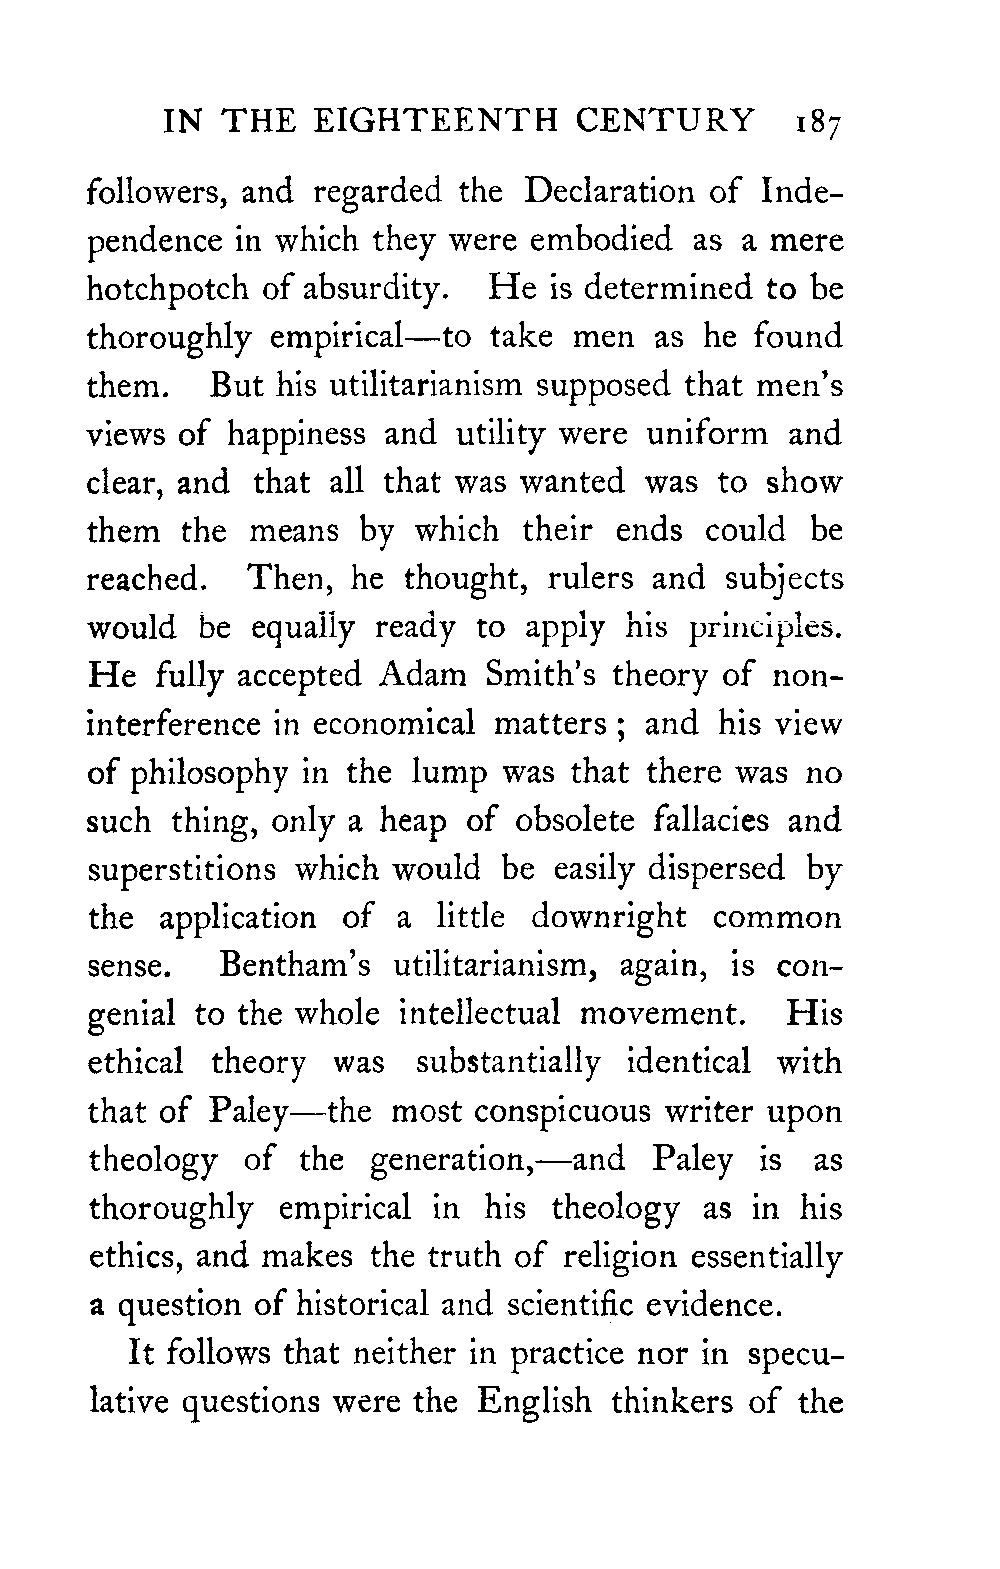 IN THE EIGHTEENTH CENTURY 187
followers, and regarded the Declaration of Inde-
pendence in which they were embodied as a mere
hotchpotch of absurdity. He is determined to be
thoroughly empirical—to take men as he found
them. But his utilitarianism supposed that men's
views of happiness and utility were uniform and
clear, and that all that was wanted was to show
them the means by which their ends could be
reached. Then, he thought, rulers and subjects
would be equally ready to apply his principles.
He fully accepted Adam Smith's theory of non-
interference in economical matters ; and his view
of philosophy in the lump was that there was no
such thing, only a heap of obsolete fallacies and
superstitions which would be easily dispersed by
the application of a little downright common
sense. Bentham's utilitarianism, again, is con-
genial to the whole intellectual movement. His
ethical theory was substantially identical with
that of Paley—the most conspicuous writer upon
theology of the generation,—and Paley is as
thoroughly empirical in his theology as in his
ethics, and makes the truth of religion essentially
a question of historical and scientific evidence.
It follows that neither in practice nor in specu-
lative questions were the English thinkers of the